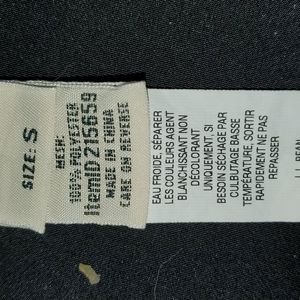 SIZE: S
MESH:
100% POLYESTER
ItemID 215659
MADE IN CHINA
CARE ON REVERSE
EAU FROIDE, SÉPARER
LES COULEURS AGENT
BLANCHISSANT NON
DÉCOLORANT
UNIQUEMENT, SI
BESOIN SÉCHAGE PAR
CULBUTAGE BASSE
TEMPÉRATURE, SORTIR
RAPIDEMENT NE PAS
REPASSER